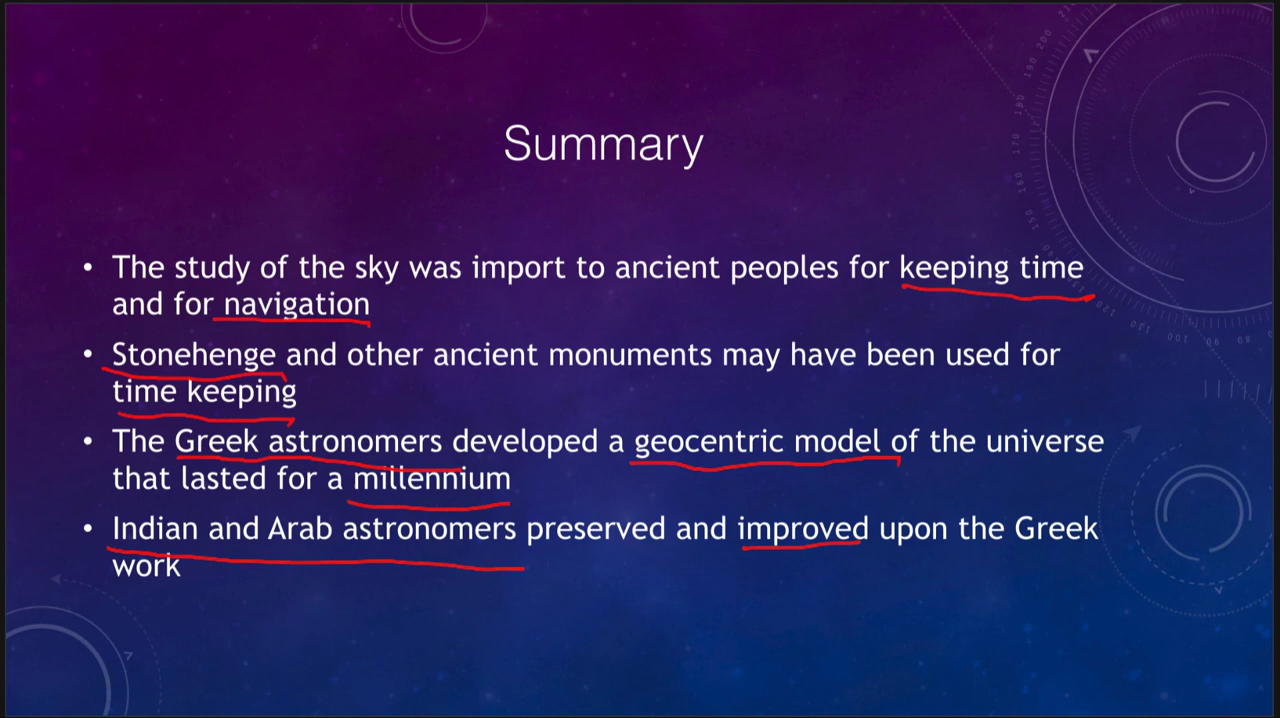 Summary
• The study of the sky was import to ancient peoples for keeping time
and for navigation
• Stonehenge and other ancient monuments may have been used for
time keeping
• The Greek astronomers developed a geocentric model of the universe
that lasted for a millennium
• Indian and Arab astronomers preserved and improved upon the Greek
work